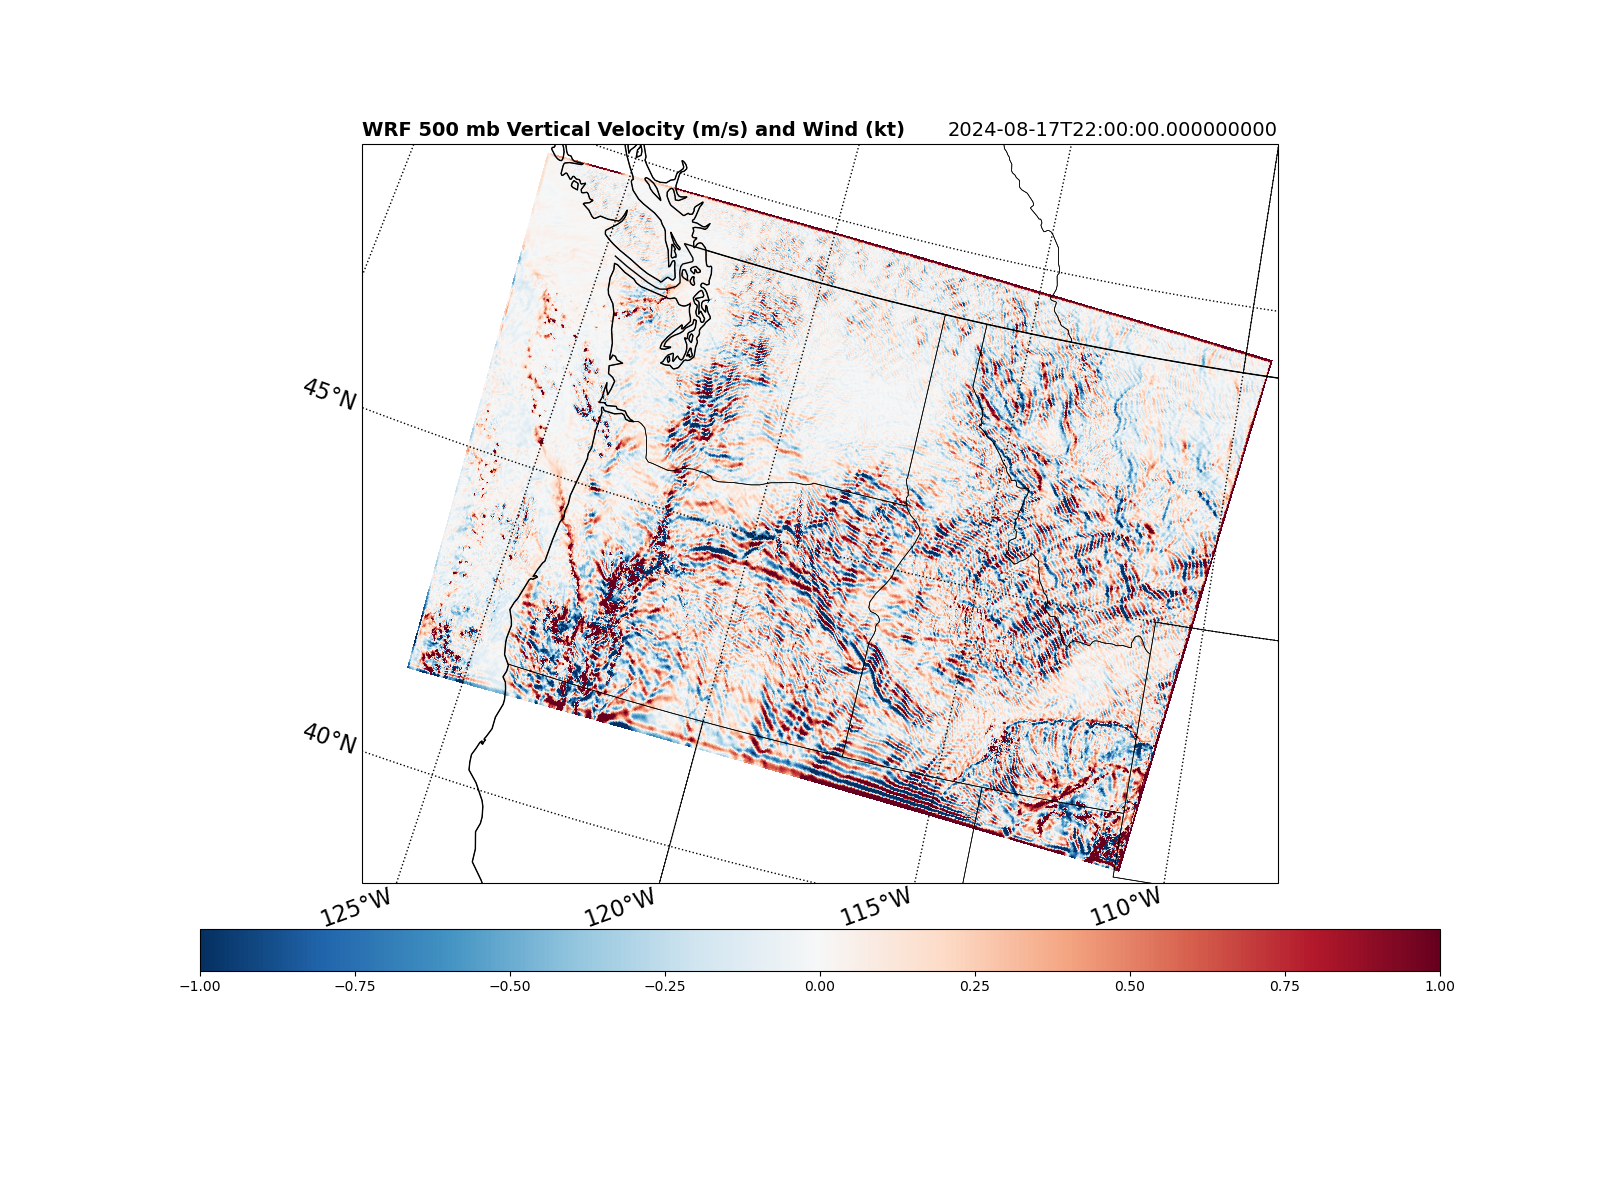 WRF 500 mb Vertical Velocity (m/s) and Wind (kt) 2024-08-17T22:00:00.000000000
45°N
40°N
125°W 120°W 115°W 110°W
−1.00 −0.75 −0.50 −0.25 0.00 0.25 0.50 0.75 1.00